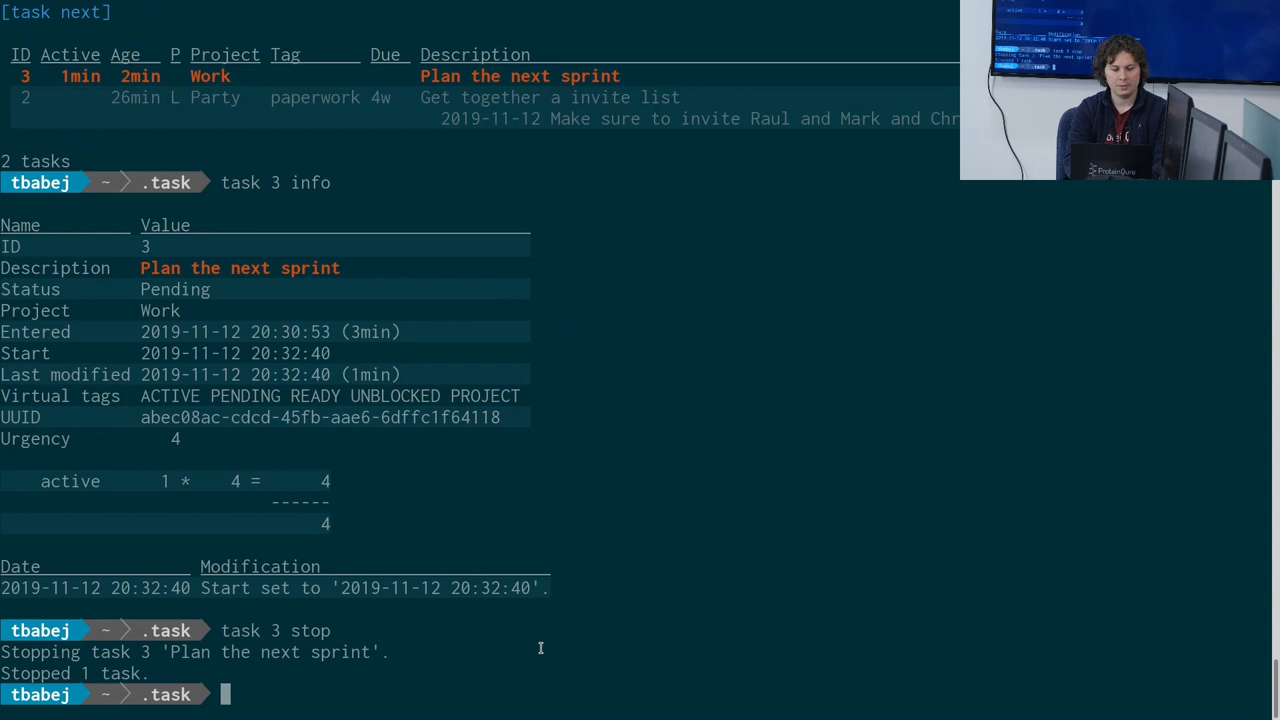 [task next]
ID Active Age P Project Tag Due Description
3 1min 2min Work Plan the next sprint
2 26min L Party paperwork 4w Get together a invite list
2019-11-12 Make sure to invite Raul and Mark and Chr
2 tasks
tbabej ~ .task task 3 info
Name Value
ID 3
Description Plan the next sprint
Status Pending
Project Work
Entered 2019-11-12 20:30:53 (3min)
Start 2019-11-12 20:32:40
Last modified 2019-11-12 20:32:40 (1min)
Virtual tags ACTIVE PENDING READY UNBLOCKED PROJECT
UUID abec08ac-cdcd-45fb-aae6-6dffc1f64118
Urgency 4
active 1 * 4 = 4
------
4
Date Modification
2019-11-12 20:32:40 Start set to '2019-11-12 20:32:40'.
tbabej ~ .task task 3 stop
Stopping task 3 'Plan the next sprint'.
Stopped 1 task.
tbabej ~ .task
ProteinQure